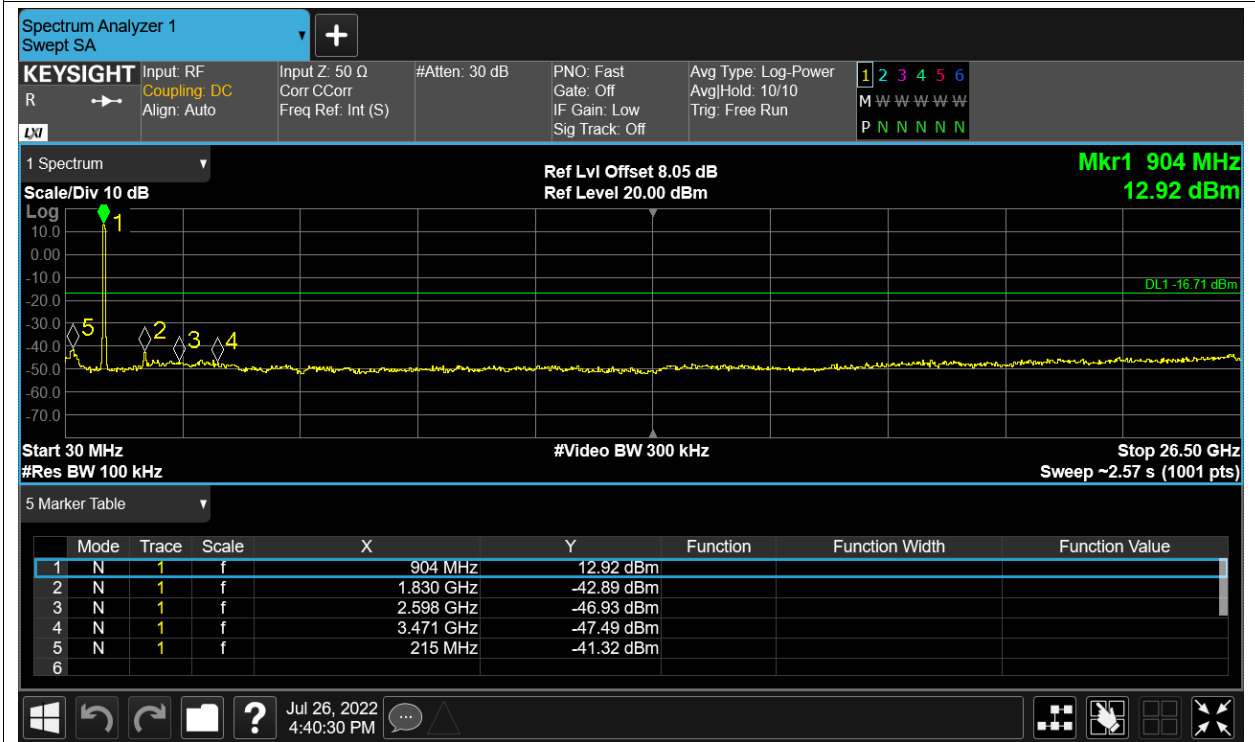 Spectrum Analyzer 1
Swept SA
+
KEYSIGHT
R
LXI
Input: RF
Coupling: DC
Align: Auto
Input Z: 50 Ω
Corr CCorr
Freq Ref: Int (S)
#Atten: 30 dB
PNO: Fast
Gate: Off
IF Gain: Low
Sig Track: Off
Avg Type: Log-Power
Avg|Hold: 10/10
Trig: Free Run
1 2 3 4 5 6
M W W W W W
P N N N N N
1 Spectrum
Scale/Div 10 dB
Ref Lvl Offset 8.05 dB
Ref Level 20.00 dBm
Mkr1 904 MHz
12.92 dBm
Log
10.0
0.00
-10.0
-20.0
-30.0
-40.0
-50.0
-60.0
-70.0
1
DL1 -16.71 dBm
5 2 3 4
Start 30 MHz
#Res BW 100 kHz
#Video BW 300 kHz
Stop 26.50 GHz
Sweep ~2.57 s (1001 pts)
5 Marker Table
Mode Trace Scale X Y Function Function Width Function Value
1 N 1 f 904 MHz 12.92 dBm
2 N 1 f 1.830 GHz -42.89 dBm
3 N 1 f 2.598 GHz -46.93 dBm
4 N 1 f 3.471 GHz -47.49 dBm
5 N 1 f 215 MHz -41.32 dBm
6
?
Jul 26, 2022
4:40:30 PM